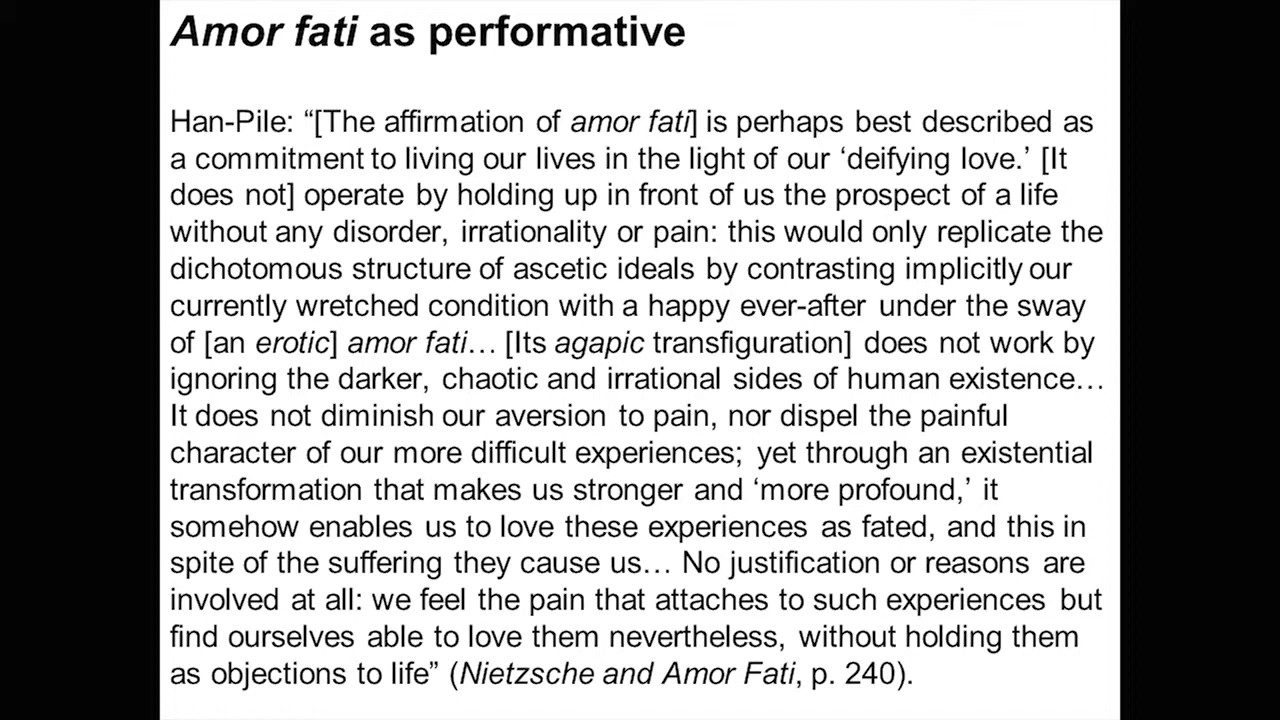 Amor fati as performative
Han-Pile: “[The affirmation of amor fati] is perhaps best described as
a commitment to living our lives in the light of our ‘deifying love.’ [It
does not] operate by holding up in front of us the prospect of a life
without any disorder, irrationality or pain: this would only replicate the
dichotomous structure of ascetic ideals by contrasting implicitly our
currently wretched condition with a happy ever-after under the sway
of [an erotic] amor fati… [Its agapic transfiguration] does not work by
ignoring the darker, chaotic and irrational sides of human existence…
It does not diminish our aversion to pain, nor dispel the painful
character of our more difficult experiences; yet through an existential
transformation that makes us stronger and ‘more profound,’ it
somehow enables us to love these experiences as fated, and this in
spite of the suffering they cause us… No justification or reasons are
involved at all: we feel the pain that attaches to such experiences but
find ourselves able to love them nevertheless, without holding them
as objections to life” (Nietzsche and Amor Fati, p. 240).